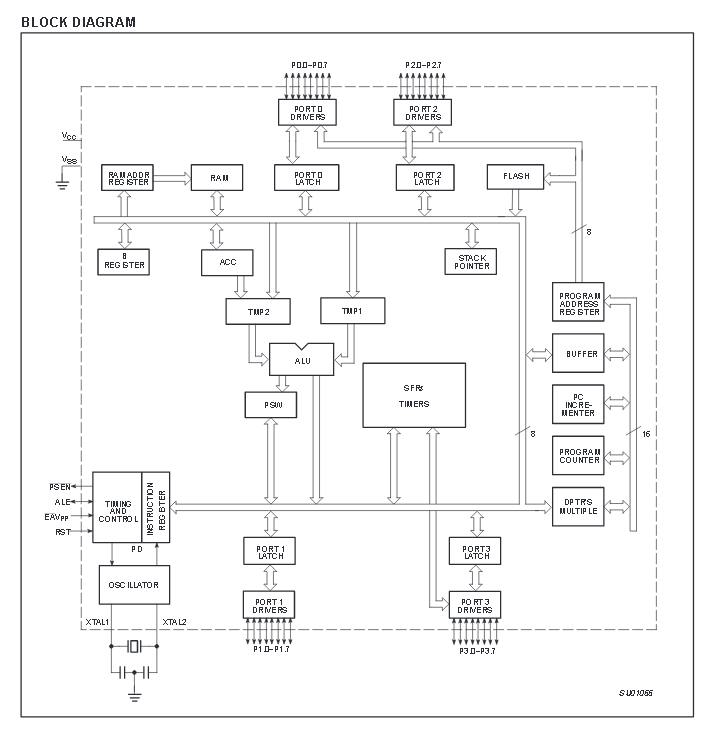 BLOCK DIAGRAM
P0.0–P0.7
P2.0–P2.7
PORT 0
DRIVERS
PORT 2
DRIVERS
VCC
VSS
RAM ADDR
REGISTER
RAM
PORT 0
LATCH
PORT 2
LATCH
FLASH
8
B
REGISTER
ACC
STACK
POINTER
PROGRAM
ADDRESS
REGISTER
TMP2
TMP1
BUFFER
ALU
SFRs
TIMERS
PSW
PC
INCRE-
MENTER
8
16
PROGRAM
COUNTER
PSEN
ALE
EAVPP
RST
TIMING
AND
CONTROL
INSTRUCTION
REGISTER
DPTR'S
MULTIPLE
PD
PORT 1
LATCH
PORT 3
LATCH
OSCILLATOR
PORT 1
DRIVERS
PORT 3
DRIVERS
XTAL1
XTAL2
P1.0–P1.7
P3.0–P3.7
SU01066